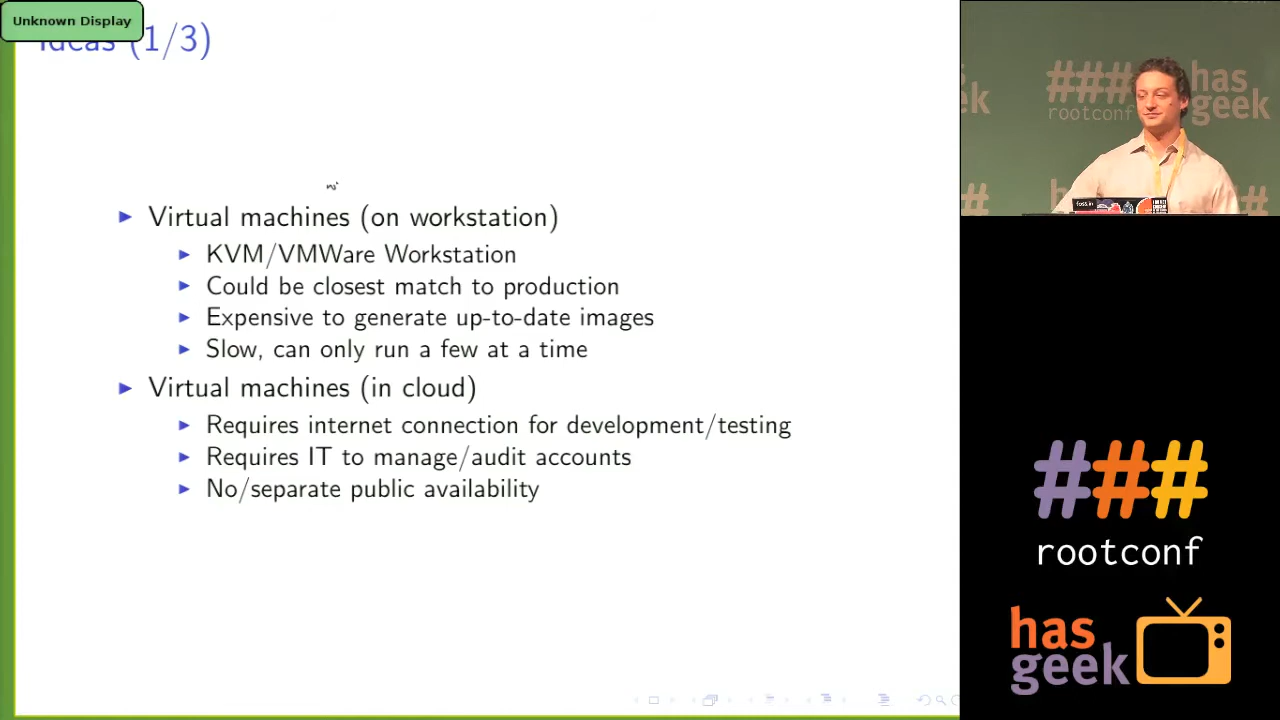 Unknown Display
Ideas (1/3)
Virtual machines (on workstation)
KVM/VMWare Workstation
Could be closest match to production
Expensive to generate up-to-date images
Slow, can only run a few at a time
Virtual machines (in cloud)
Requires internet connection for development/testing
Requires IT to manage/audit accounts
No/separate public availability
### has
ek rootconf geek
foss.in
###
rootconf
has
geek